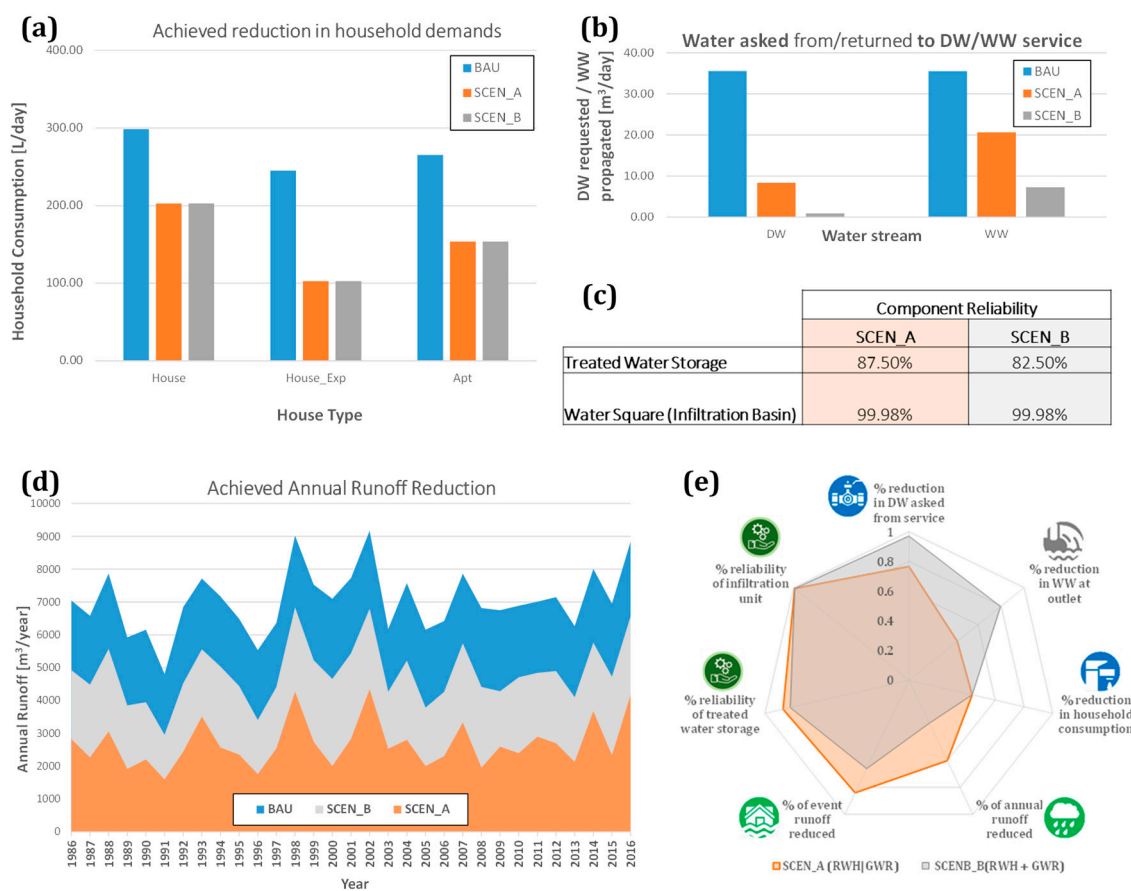 (a)
Achieved reduction in household demands
400.00
300.00
200.00
100.00
0.00
Household Consumption [L/day]
BAU
SCEN_A
SCEN_B
House
House_Exp
Apt
House Type
(b)
Water asked from/returned to DW/WW service
40.00
30.00
20.00
10.00
0.00
DW requested / WW
propagated [m³/day]
BAU
SCEN_A
SCEN_B
DW
WW
Water stream
(c)
Component Reliability
SCEN_A
SCEN_B
Treated Water Storage
87.50%
82.50%
Water Square (Infiltration Basin)
99.98%
99.98%
(d)
Achieved Annual Runoff Reduction
10000
9000
8000
7000
6000
5000
4000
3000
2000
1000
0
Annual Runoff [m³/year]
BAU
SCEN_B
SCEN_A
1986
1987
1988
1989
1990
1991
1992
1993
1994
1995
1996
1997
1998
1999
2000
2001
2002
2003
2004
2005
2006
2007
2008
2009
2010
2011
2012
2013
2014
2015
2016
Year
(e)
% reduction
in DW asked
from service
1
0.8
0.6
0.4
0.2
0
% reduction
in WW at
outlet
% reduction
in household
consumption
% of annual
runoff
reduced
% of event
runoff
reduced
% reliability
of treated
water storage
% reliability
of infiltration
unit
SCEN_A (RWH|GWR)
SCENB_B(RWH + GWR)